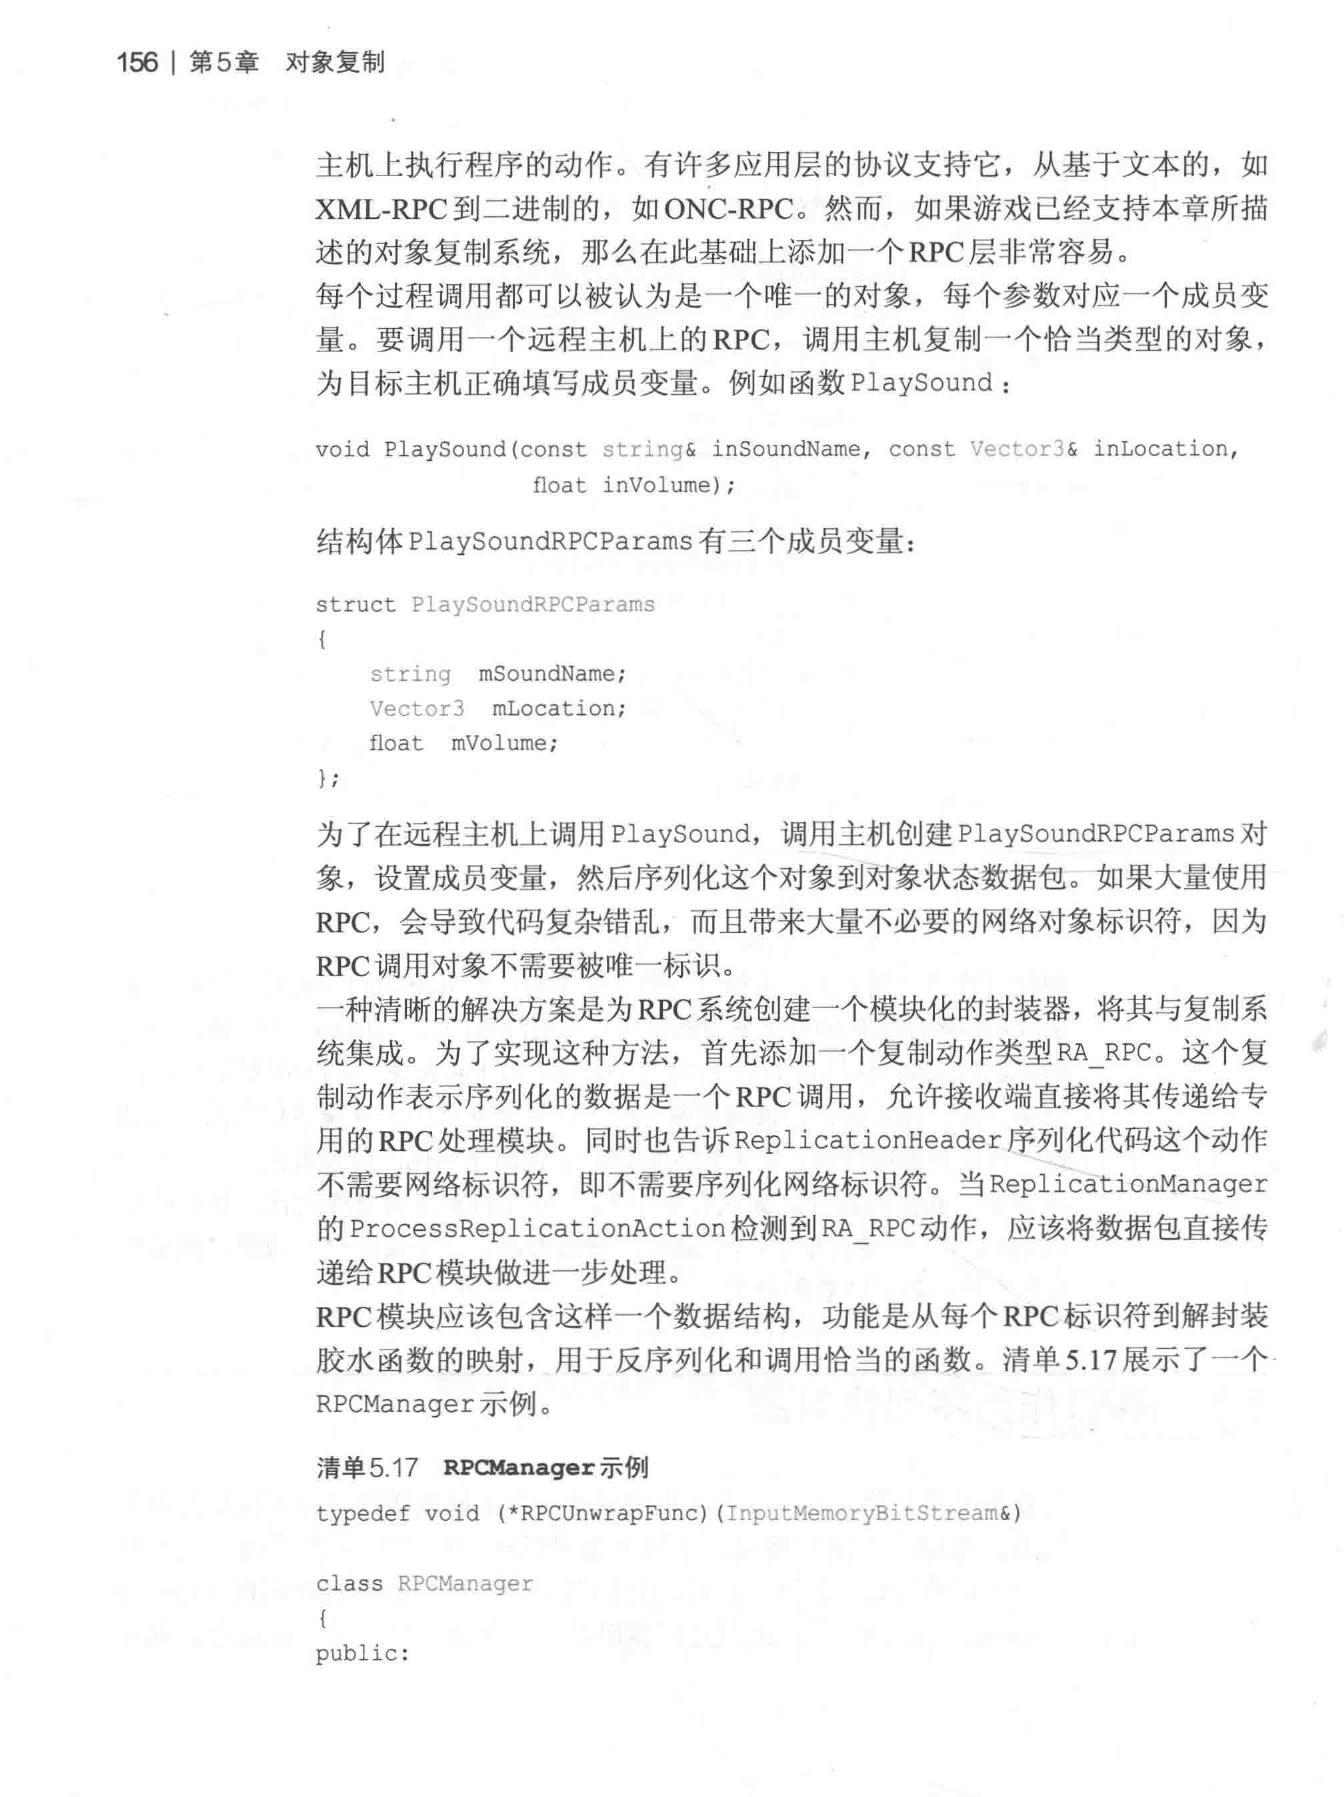 156 | 第5章 对象复制
主机上执行程序的动作。有许多应用层的协议支持它，从基于文本的，如
XML-RPC到二进制的，如ONC-RPC。然而，如果游戏已经支持本章所描
述的对象复制系统，那么在此基础上添加一个RPC层非常容易。
每个过程调用都可以被认为是一个唯一的对象，每个参数对应一个成员变
量。要调用一个远程主机上的RPC，调用主机复制一个恰当类型的对象，
为目标主机正确填写成员变量。例如函数PlaySound：
void PlaySound(const string& inSoundName, const Vector3& inLocation,
float inVolume);
结构体PlaySoundRPCParams有三个成员变量：
struct PlaySoundRPCParams
{
string mSoundName;
Vector3 mLocation;
float mVolume;
};
为了在远程主机上调用PlaySound，调用主机创建PlaySoundRPCParams对
象，设置成员变量，然后序列化这个对象到对象状态数据包。如果大量使用
RPC，会导致代码复杂错乱，而且带来大量不必要的网络对象标识符，因为
RPC调用对象不需要被唯一标识。
一种清晰的解决方案是为RPC系统创建一个模块化的封装器，将其与复制系
统集成。为了实现这种方法，首先添加一个复制动作类型RA_RPC。这个复
制动作表示序列化的数据是一个RPC调用，允许接收端直接将其传递给专
用的RPC处理模块。同时也告诉ReplicationHeader序列化代码这个动作
不需要网络标识符，即不需要序列化网络标识符。当ReplicationManager
的ProcessReplicationAction检测到RA_RPC动作，应该将数据包直接传
递给RPC模块做进一步处理。
RPC模块应该包含这样一个数据结构，功能是从每个RPC标识符到解封装
胶水函数的映射，用于反序列化和调用恰当的函数。清单5.17展示了一个
RPCManager示例。
清单5.17 RPCManager示例
typedef void (*RPCUnwrapFunc)(InputMemoryBitStream&)
class RPCManager
{
public: